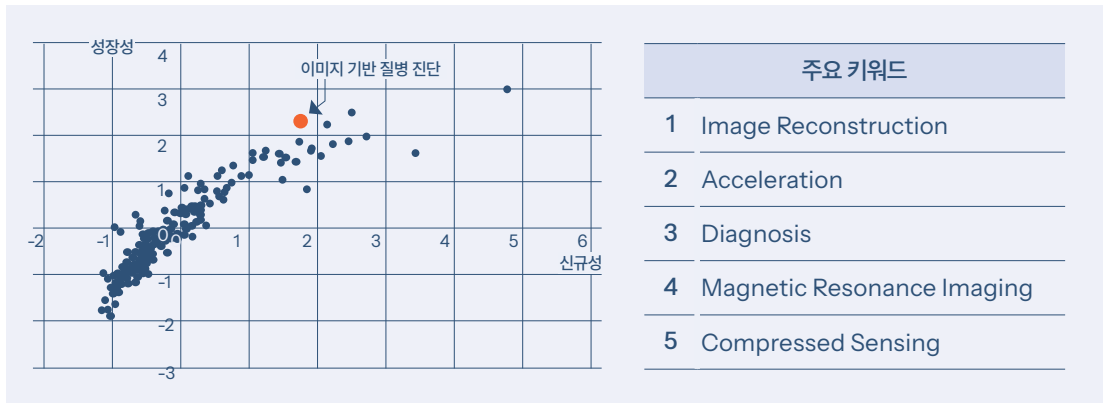 성장성
4
이미지 기반 질병 진단
3
2
1
-2 -1 0 0 1 2 3 4 5 6
신규성
-1
-2
-3
주요 키워드
1 Image Reconstruction
2 Acceleration
3 Diagnosis
4 Magnetic Resonance Imaging
5 Compressed Sensing